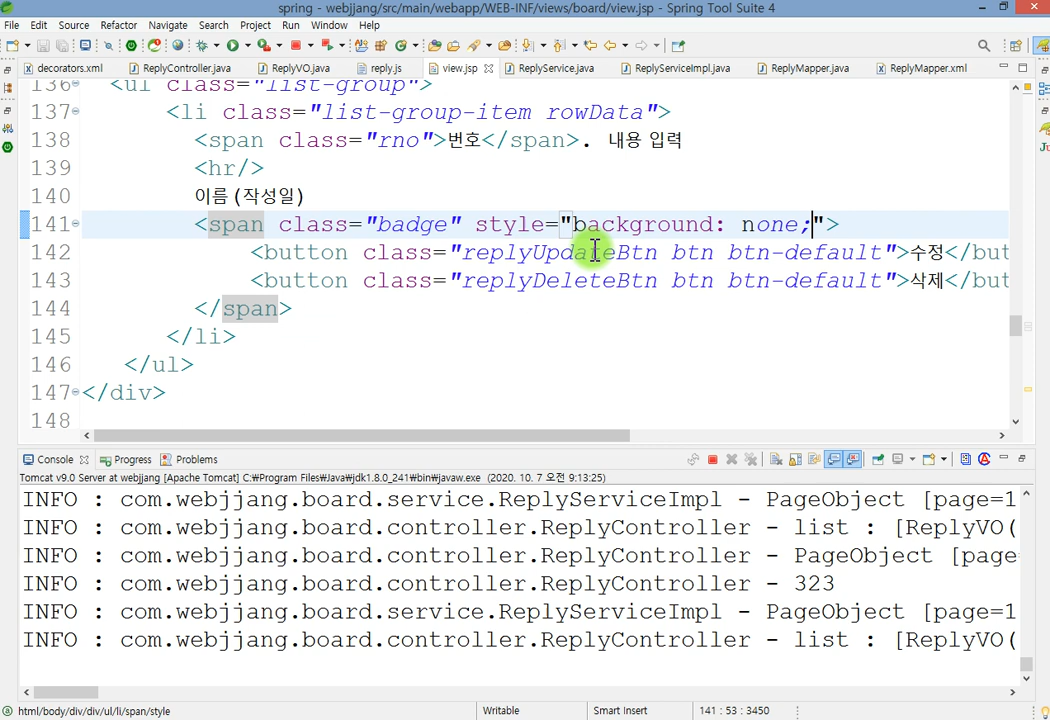 spring - webjjang/src/main/webapp/WEB-INF/views/board/view.jsp - Spring Tool Suite 4
File Edit Source Refactor Navigate Search Project Run Window Help
decorators.xml ReplyController.java ReplyVO.java reply.js view.jsp ReplyService.java ReplyServiceImpl.java ReplyMapper.java ReplyMapper.xml
136 <ul class="list-group">
137 <li class="list-group-item rowData">
138 <span class="rno">번호</span>. 내용 입력
139 <hr/>
140 이름(작성일)
141 <span class="badge" style="background: none;">
142 <button class="replyUpdateBtn btn btn-default">수정</but
143 <button class="replyDeleteBtn btn btn-default">삭제</but
144 </span>
145 </li>
146 </ul>
147 </div>
148
Console Progress Problems
Tomcat v9.0 Server at webjjang [Apache Tomcat] C:\Program Files\Java\jdk1.8.0_241\bin\javaw.exe (2020. 10. 7 오전 9:13:25)
INFO : com.webjjang.board.service.ReplyServiceImpl - PageObject [page=1
INFO : com.webjjang.board.controller.ReplyController - list : [ReplyVO(
INFO : com.webjjang.board.controller.ReplyController - PageObject [page
INFO : com.webjjang.board.controller.ReplyController - 323
INFO : com.webjjang.board.service.ReplyServiceImpl - PageObject [page=1
INFO : com.webjjang.board.controller.ReplyController - list : [ReplyVO(
html/body/div/div/ul/li/span/style Writable Smart Insert 141 : 53 : 3450